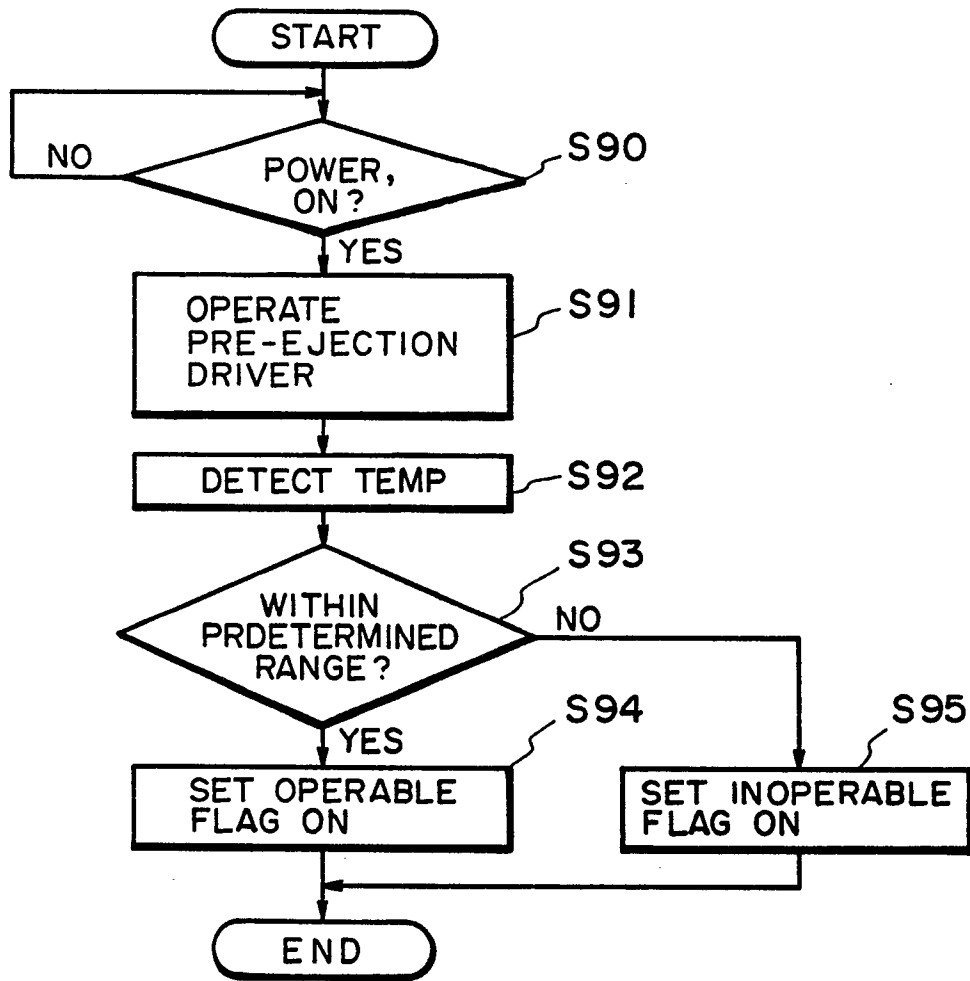 START
NO
POWER,
ON?
S90
YES
OPERATE
PRE-EJECTION
DRIVER
S91
DETECT TEMP
S92
WITHIN
PRDETERMINED
RANGE?
S93
NO
YES
SET OPERABLE
FLAG ON
S94
SET INOPERABLE
FLAG ON
S95
END